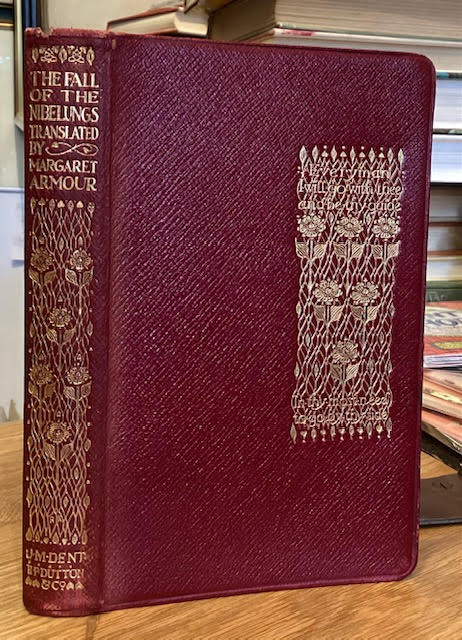 THE FALL
OF THE
NIBELUNGS
TRANSLATED
BY
MARGARET
ARMOUR
J·M·DENT
E·P·DUTTON
& Co
Everyman
I will go with thee
and be thy guide
In thy most need
to go by thy side